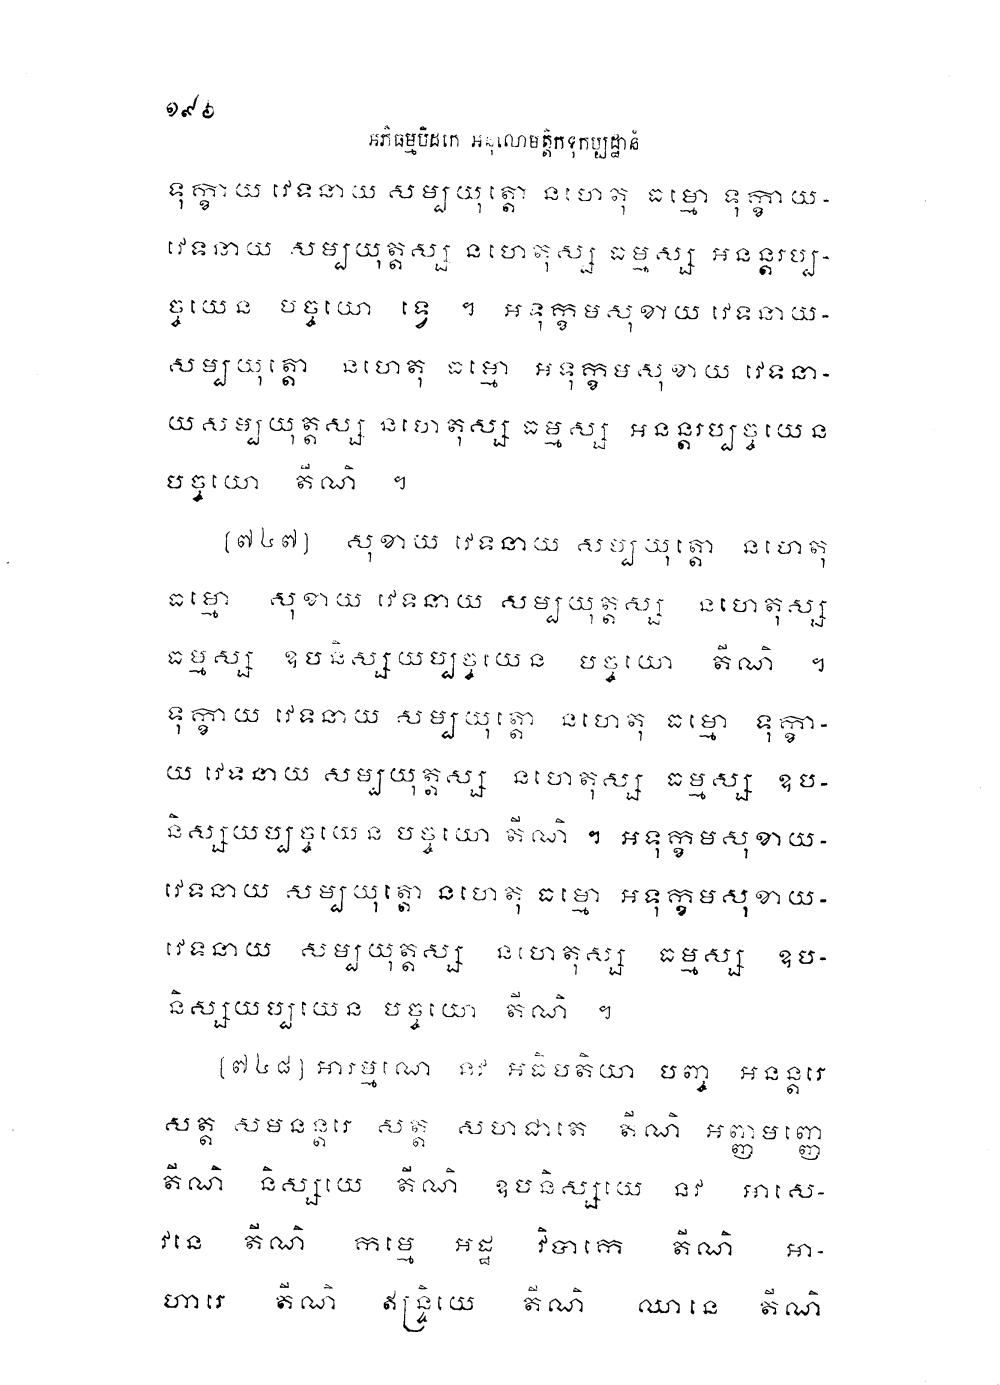 ១៩៦
អភិធម្មបិដកេ អនុលោមត្តិកទុកប្បដ្ឋានំ
ទុក្ខាយ វេទនាយ សម្បយុត្តោ នហេតុ ធម្មោ ទុក្ខាយ-
វេទនាយ សម្បយុត្តស្ស នហេតុស្ស ធម្មស្ស អនន្តរប្ប-
ច្ចយេន បច្ចយោ ទ្វេ ។ អទុក្ខមសុខាយ វេទនាយ-
សម្បយុត្តោ នហេតុ ធម្មោ អទុក្ខមសុខាយ វេទនា-
យសម្បយុត្តស្ស នហេតុស្ស ធម្មស្ស អនន្តរប្បច្ចយេន
បច្ចយោ តីណិ ។
(៧៤៧) សុខាយ វេទនាយ សម្បយុត្តោ នហេតុ
ធម្មោ សុខាយ វេទនាយ សម្បយុត្តស្ស នហេតុស្ស
ធម្មស្ស ឧបនិស្សយប្បច្ចយេន បច្ចយោ តីណិ ។
ទុក្ខាយ វេទនាយ សម្បយុត្តោ នហេតុ ធម្មោ ទុក្ខា-
យ វេទនាយ សម្បយុត្តស្ស នហេតុស្ស ធម្មស្ស ឧប-
និស្សយប្បច្ចយេន បច្ចយោ តីណិ ។ អទុក្ខមសុខាយ-
វេទនាយ សម្បយុត្តោ នហេតុ ធម្មោ អទុក្ខមសុខាយ-
វេទនាយ សម្បយុត្តស្ស នហេតុស្ស ធម្មស្ស ឧប-
និស្សយប្បយេន បច្ចយោ តីណិ ។
(៧៤៨) អារម្មណោ នវ អធិបតិយា បញ្ច អនន្តរេ
សត្ត សមនន្តរេ សត្ត សហជាតេ តីណិ អញ្ញមញ្ញេ
តីណិ និស្សយេ តីណិ ឧបនិស្សយេ នវ អាសេ-
វនេ តីណិ កម្មេ អដ្ឋ វិបាកេ តីណិ អា-
ហារេ តីណិ ឥន្ទ្រិយេ តីណិ ឈានេ តីណិ